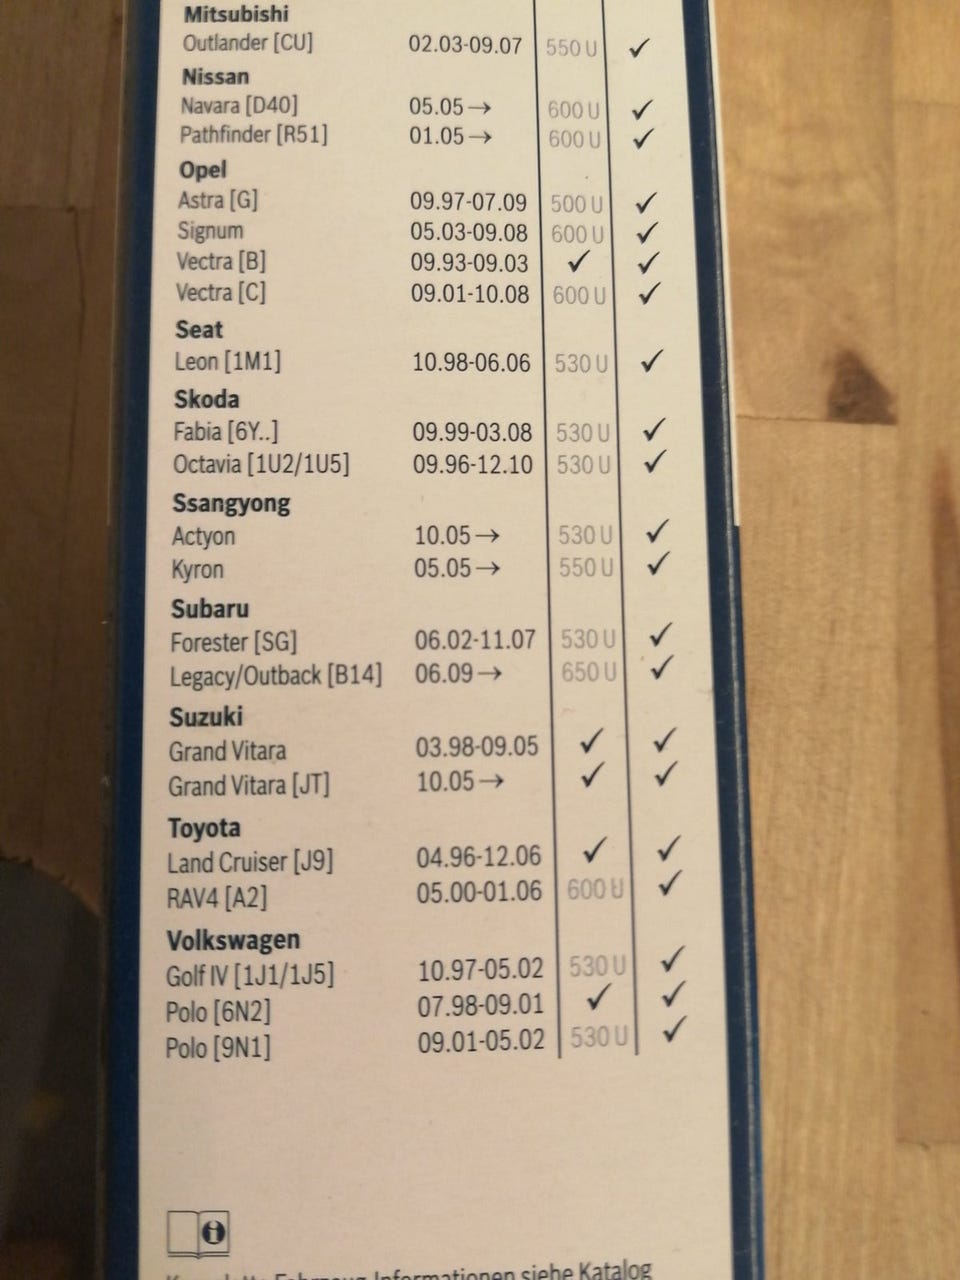 Mitsubishi
Outlander [CU] 02.03-09.07 550 U ✓
Nissan
Navara [D40] 05.05→ 600 U ✓
Pathfinder [R51] 01.05→ 600 U ✓
Opel
Astra [G] 09.97-07.09 500 U ✓
Signum 05.03-09.08 600 U ✓
Vectra [B] 09.93-09.03 ✓ ✓
Vectra [C] 09.01-10.08 600 U ✓
Seat
Leon [1M1] 10.98-06.06 530 U ✓
Skoda
Fabia [6Y..] 09.99-03.08 530 U ✓
Octavia [1U2/1U5] 09.96-12.10 530 U ✓
Ssangyong
Actyon 10.05→ 530 U ✓
Kyron 05.05→ 550 U ✓
Subaru
Forester [SG] 06.02-11.07 530 U ✓
Legacy/Outback [B14] 06.09→ 650 U ✓
Suzuki
Grand Vitara 03.98-09.05 ✓ ✓
Grand Vitara [JT] 10.05→ ✓ ✓
Toyota
Land Cruiser [J9] 04.96-12.06 ✓ ✓
RAV4 [A2] 05.00-01.06 600 U ✓
Volkswagen
Golf IV [1J1/1J5] 10.97-05.02 530 U ✓
Polo [6N2] 07.98-09.01 ✓ ✓
Polo [9N1] 09.01-05.02 530 U ✓
i
Fahrzeug-Informationen siehe Katalog